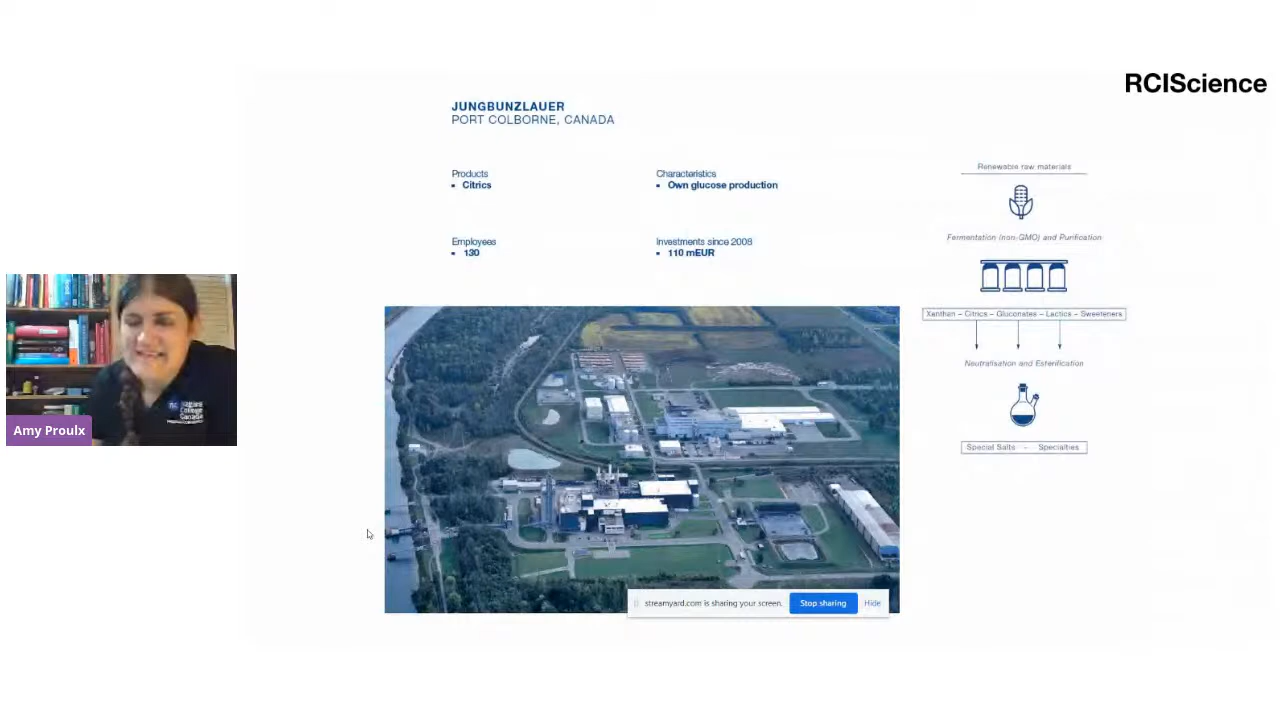 RCIScience
JUNGBUNZLAUER
PORT COLBORNE, CANADA
Products
▪ Citrics
Characteristics
▪ Own glucose production
Employees
▪ 130
Investments since 2008
▪ 110 mEUR
Renewable raw materials
Fermentation (non-GMO) and Purification
Xanthan – Citrics – Gluconates – Lactics – Sweeteners
Neutralisation and Esterification
Special Salts – Specialties
Amy Proulx
College
Canada
streamyard.com is sharing your screen.
Stop sharing
Hide